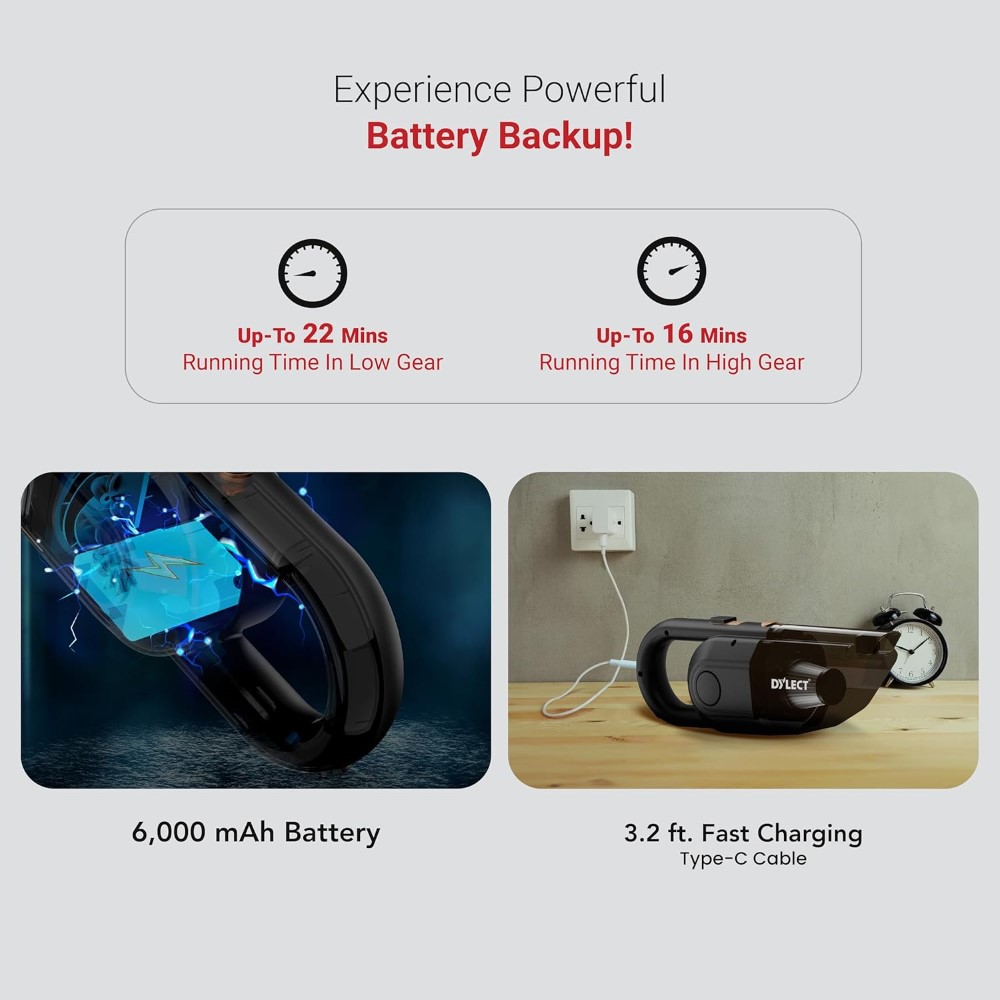 Experience Powerful
Battery Backup!
Up-To 22 Mins
Running Time In Low Gear
Up-To 16 Mins
Running Time In High Gear
DYLECT
6,000 mAh Battery
3.2 ft. Fast Charging
Type-C Cable